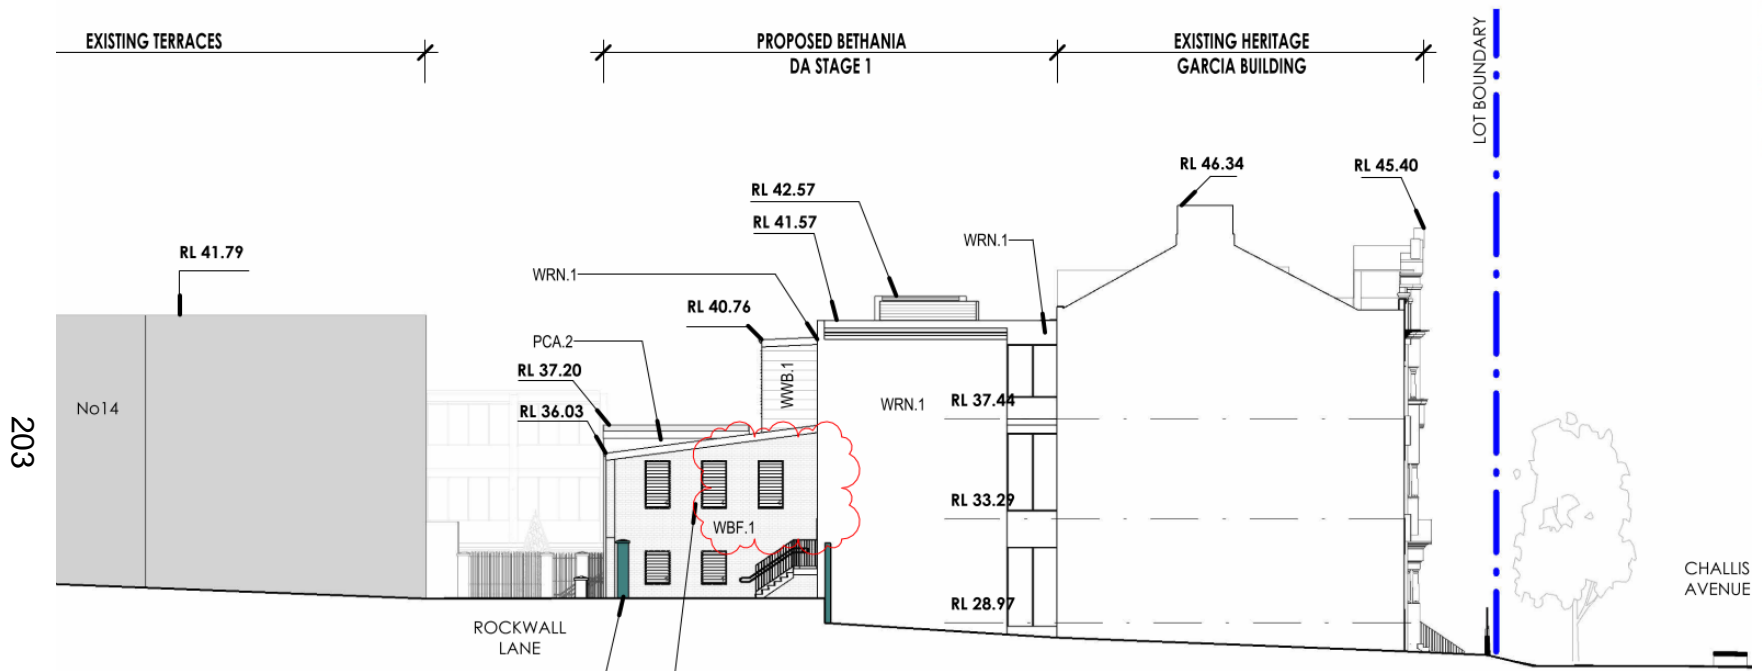 EXISTING TERRACES
PROPOSED BETHANIA
DA STAGE 1
EXISTING HERITAGE
GARCIA BUILDING
LOT BOUNDARY
RL 46.34
RL 45.40
RL 42.57
RL 41.57
WRN.1
RL 41.79
WRN.1
RL 40.76
PCA.2
RL 37.20
RL 36.03
WWB.1
WRN.1
RL 37.44
No14
203
RL 33.29
WBF.1
RL 28.97
ROCKWALL
LANE
CHALLIS
AVENUE